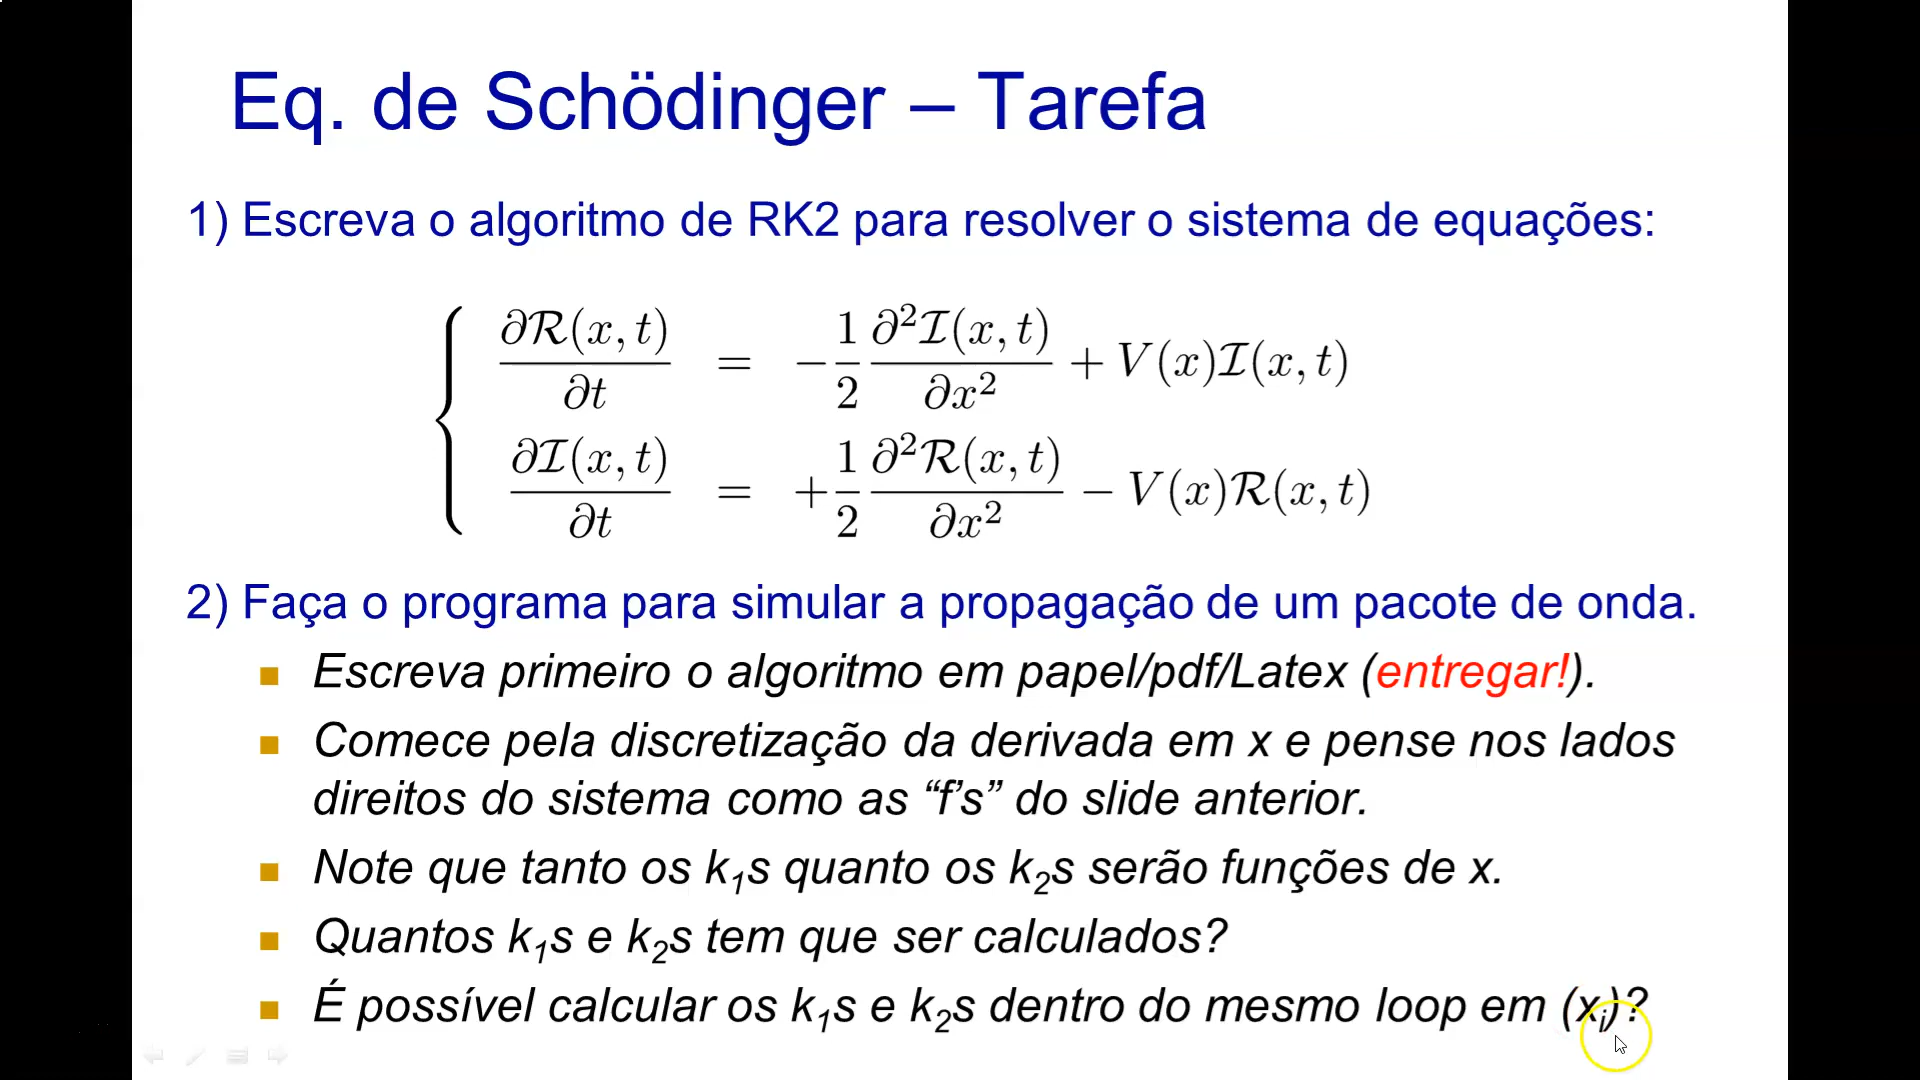 Eq. de Schödinger – Tarefa
1) Escreva o algoritmo de RK2 para resolver o sistema de equações:
∂ℛ(x, t)/∂t = −1/2 ∂²ℐ(x, t)/∂x² + V(x)ℐ(x, t)
∂ℐ(x, t)/∂t = +1/2 ∂²ℛ(x, t)/∂x² − V(x)ℛ(x, t)
2) Faça o programa para simular a propagação de um pacote de onda.
Escreva primeiro o algoritmo em papel/pdf/Latex (entregar!).
Comece pela discretização da derivada em x e pense nos lados
direitos do sistema como as “f’s” do slide anterior.
Note que tanto os k₁s quanto os k₂s serão funções de x.
Quantos k₁s e k₂s tem que ser calculados?
É possível calcular os k₁s e k₂s dentro do mesmo loop em (xᵢ)?